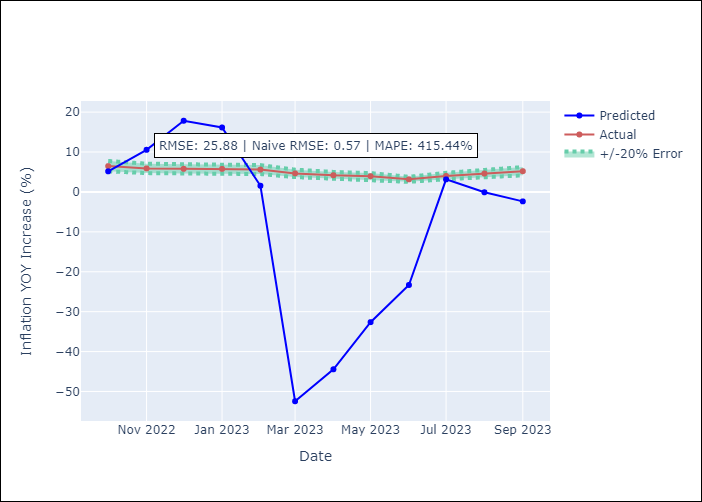 20
10
0
−10
−20
−30
−40
−50
Inflation YOY Increase (%)
RMSE: 25.88 | Naive RMSE: 0.57 | MAPE: 415.44%
Predicted
Actual
+/-20% Error
Nov 2022 Jan 2023 Mar 2023 May 2023 Jul 2023 Sep 2023
Date